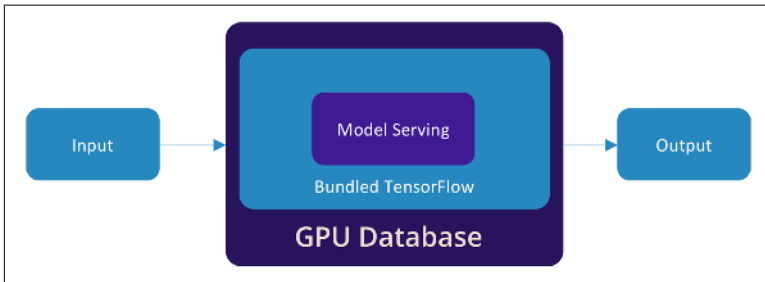 Input
Model Serving
Bundled TensorFlow
GPU Database
Output